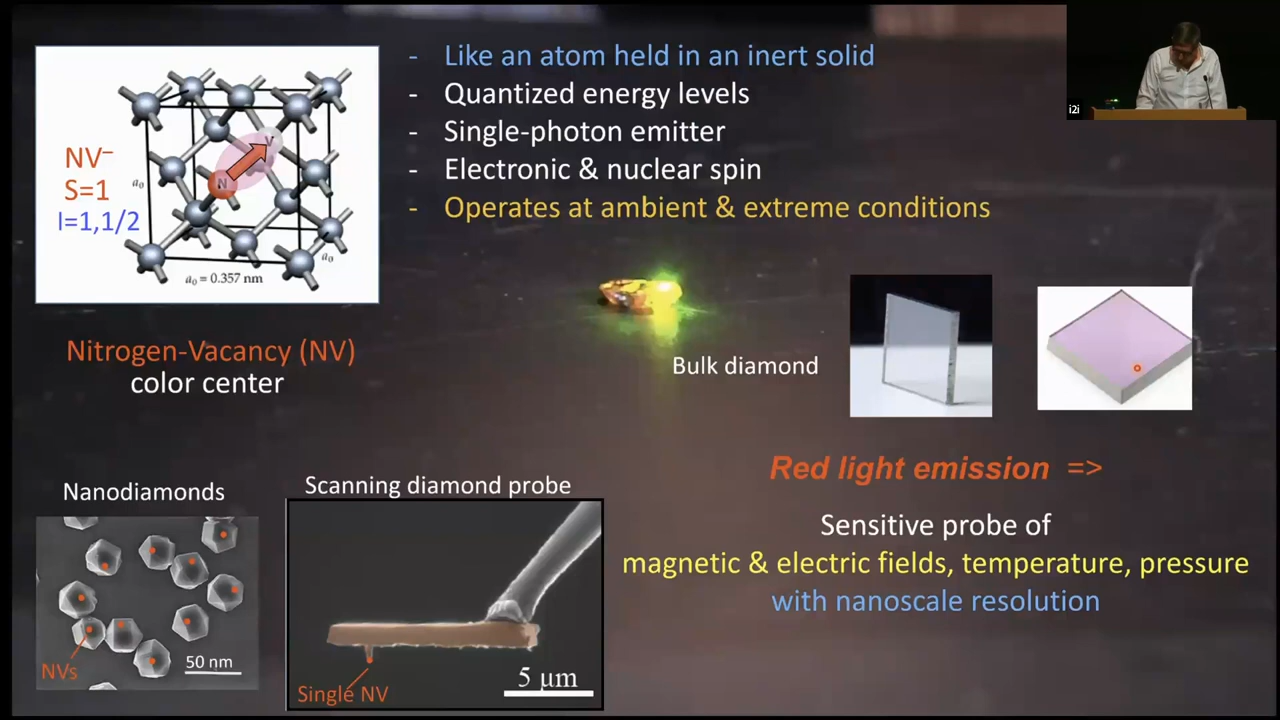 NV⁻
S=1
I=1,1/2
N
V
a₀
a₀
a₀ = 0.357 nm
- Like an atom held in an inert solid
- Quantized energy levels
- Single-photon emitter
- Electronic & nuclear spin
- Operates at ambient & extreme conditions
i2i
Nitrogen-Vacancy (NV)
color center
Bulk diamond
Nanodiamonds
NVs
50 nm
Scanning diamond probe
Single NV
5 μm
Red light emission =>
Sensitive probe of
magnetic & electric fields, temperature, pressure
with nanoscale resolution